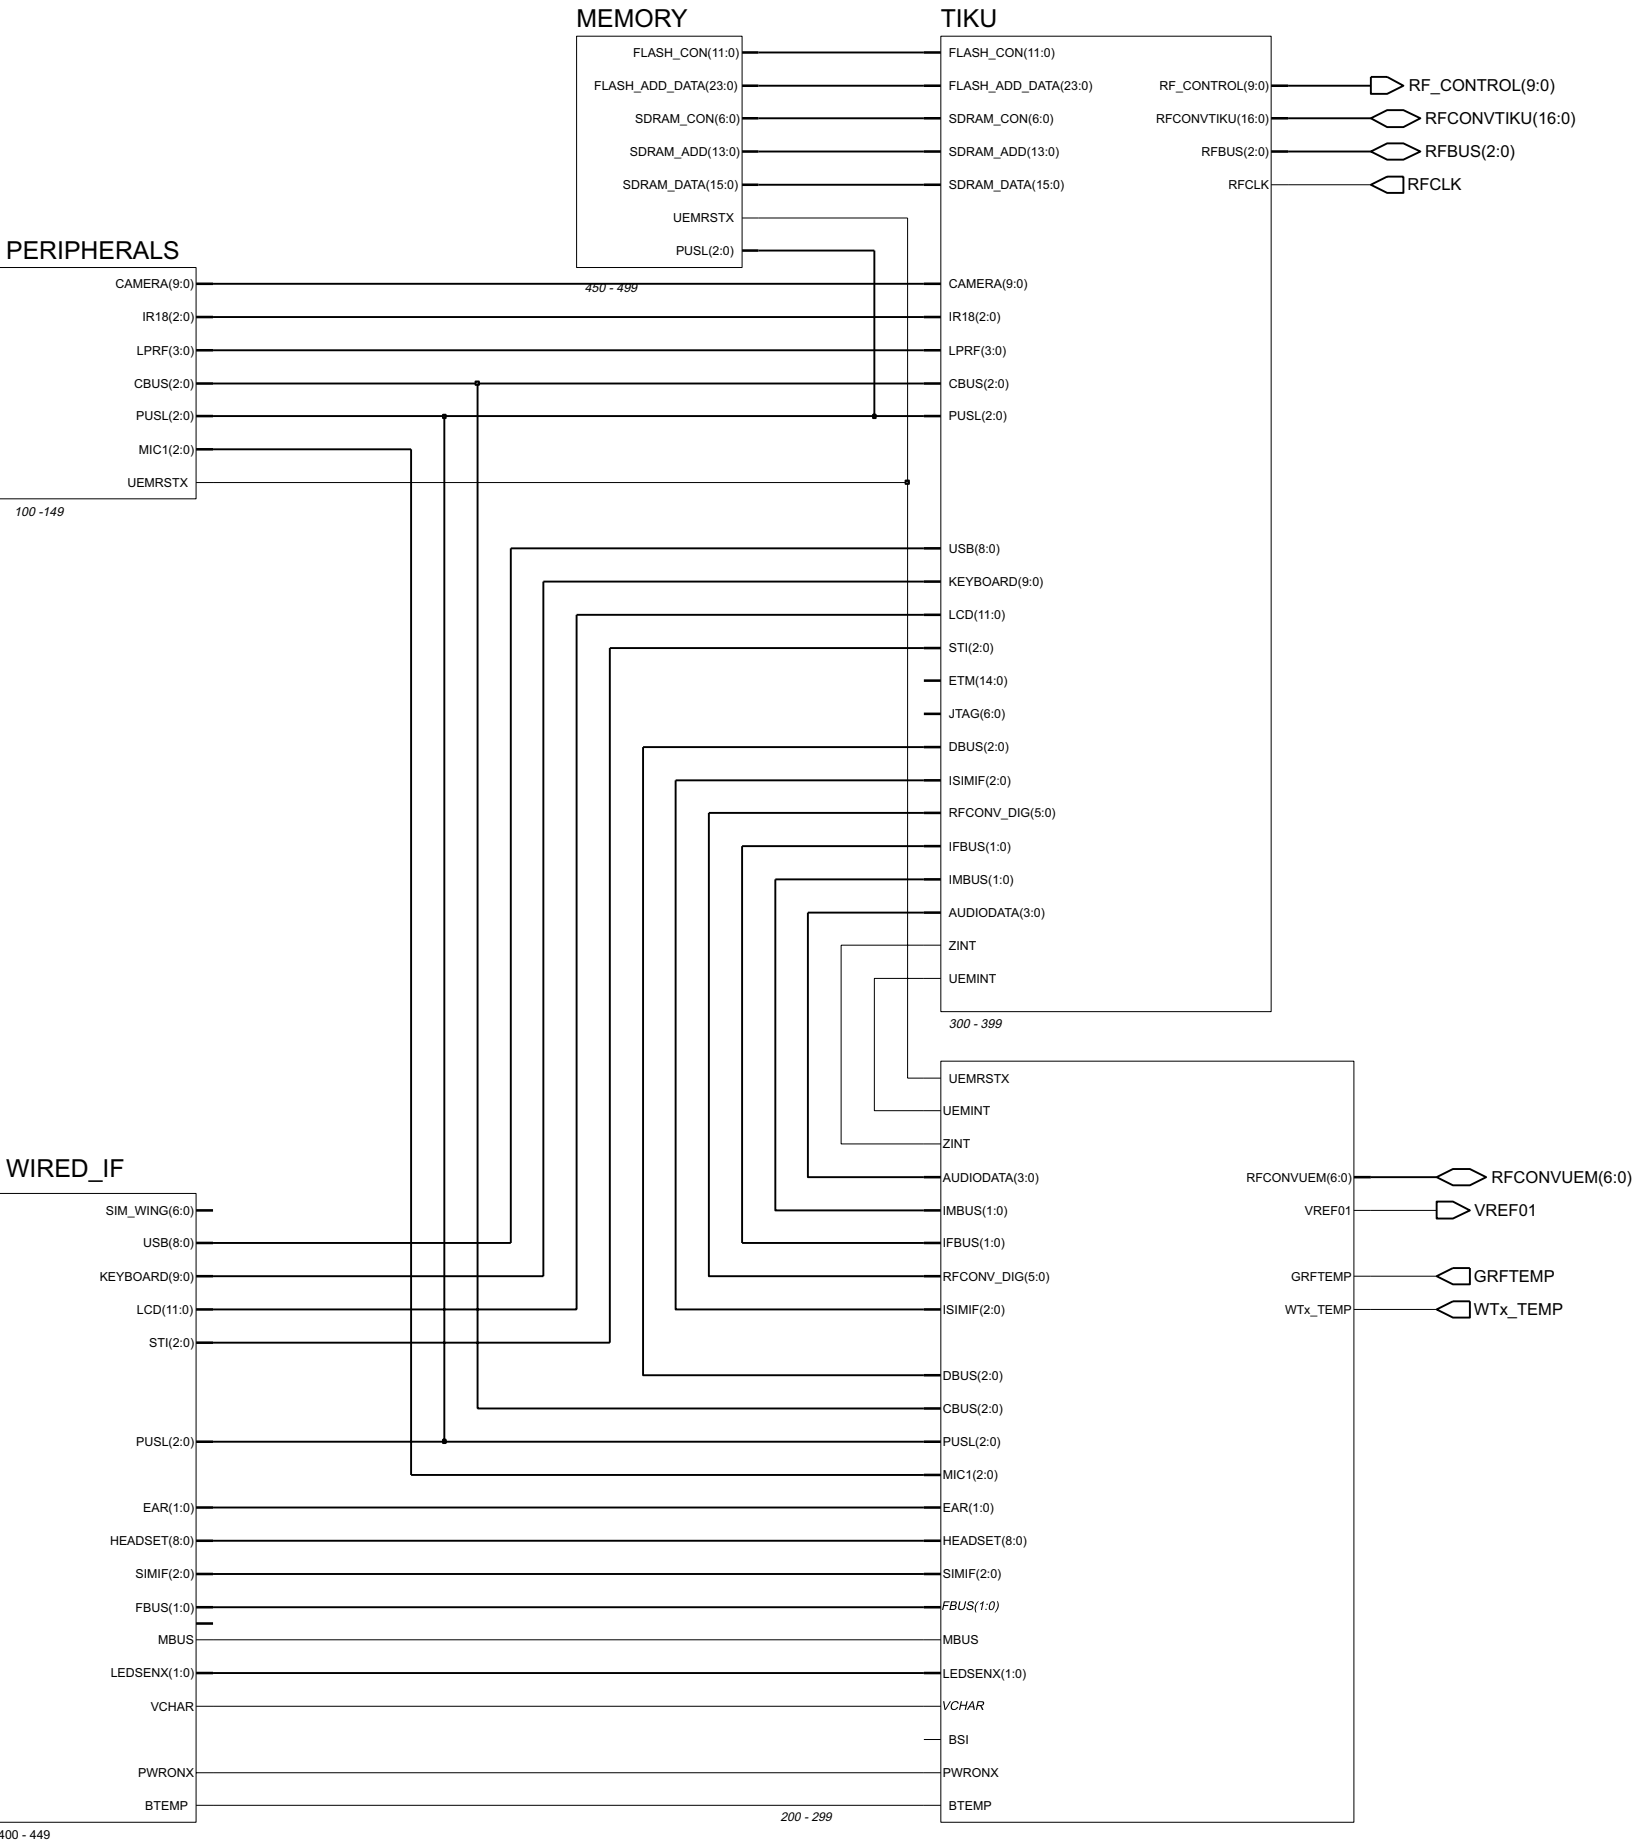 MEMORY
FLASH_CON(11:0)
FLASH_ADD_DATA(23:0)
SDRAM_CON(6:0)
SDRAM_ADD(13:0)
SDRAM_DATA(15:0)
UEMRSTX
PUSL(2:0)
450 - 499
TIKU
FLASH_CON(11:0)
FLASH_ADD_DATA(23:0)
SDRAM_CON(6:0)
SDRAM_ADD(13:0)
SDRAM_DATA(15:0)
CAMERA(9:0)
IR18(2:0)
LPRF(3:0)
CBUS(2:0)
PUSL(2:0)
USB(8:0)
KEYBOARD(9:0)
LCD(11:0)
STI(2:0)
ETM(14:0)
JTAG(6:0)
DBUS(2:0)
ISIMIF(2:0)
RFCONV_DIG(5:0)
IFBUS(1:0)
IMBUS(1:0)
AUDIODATA(3:0)
ZINT
UEMINT
300 - 399
RF_CONTROL(9:0)
RFCONVTIKU(16:0)
RFBUS(2:0)
RFCLK
RF_CONTROL(9:0)
RFCONVTIKU(16:0)
RFBUS(2:0)
RFCLK
PERIPHERALS
CAMERA(9:0)
IR18(2:0)
LPRF(3:0)
CBUS(2:0)
PUSL(2:0)
MIC1(2:0)
UEMRSTX
100 -149
WIRED_IF
SIM_WING(6:0)
USB(8:0)
KEYBOARD(9:0)
LCD(11:0)
STI(2:0)
PUSL(2:0)
EAR(1:0)
HEADSET(8:0)
SIMIF(2:0)
FBUS(1:0)
MBUS
LEDSENX(1:0)
VCHAR
PWRONX
BTEMP
400 - 449
UEMRSTX
UEMINT
ZINT
AUDIODATA(3:0)
IMBUS(1:0)
IFBUS(1:0)
RFCONV_DIG(5:0)
ISIMIF(2:0)
DBUS(2:0)
CBUS(2:0)
PUSL(2:0)
MIC1(2:0)
EAR(1:0)
HEADSET(8:0)
SIMIF(2:0)
FBUS(1:0)
MBUS
LEDSENX(1:0)
VCHAR
BSI
PWRONX
BTEMP
200 - 299
RFCONVUEM(6:0)
VREF01
GRFTEMP
WTx_TEMP
RFCONVUEM(6:0)
VREF01
GRFTEMP
WTx_TEMP